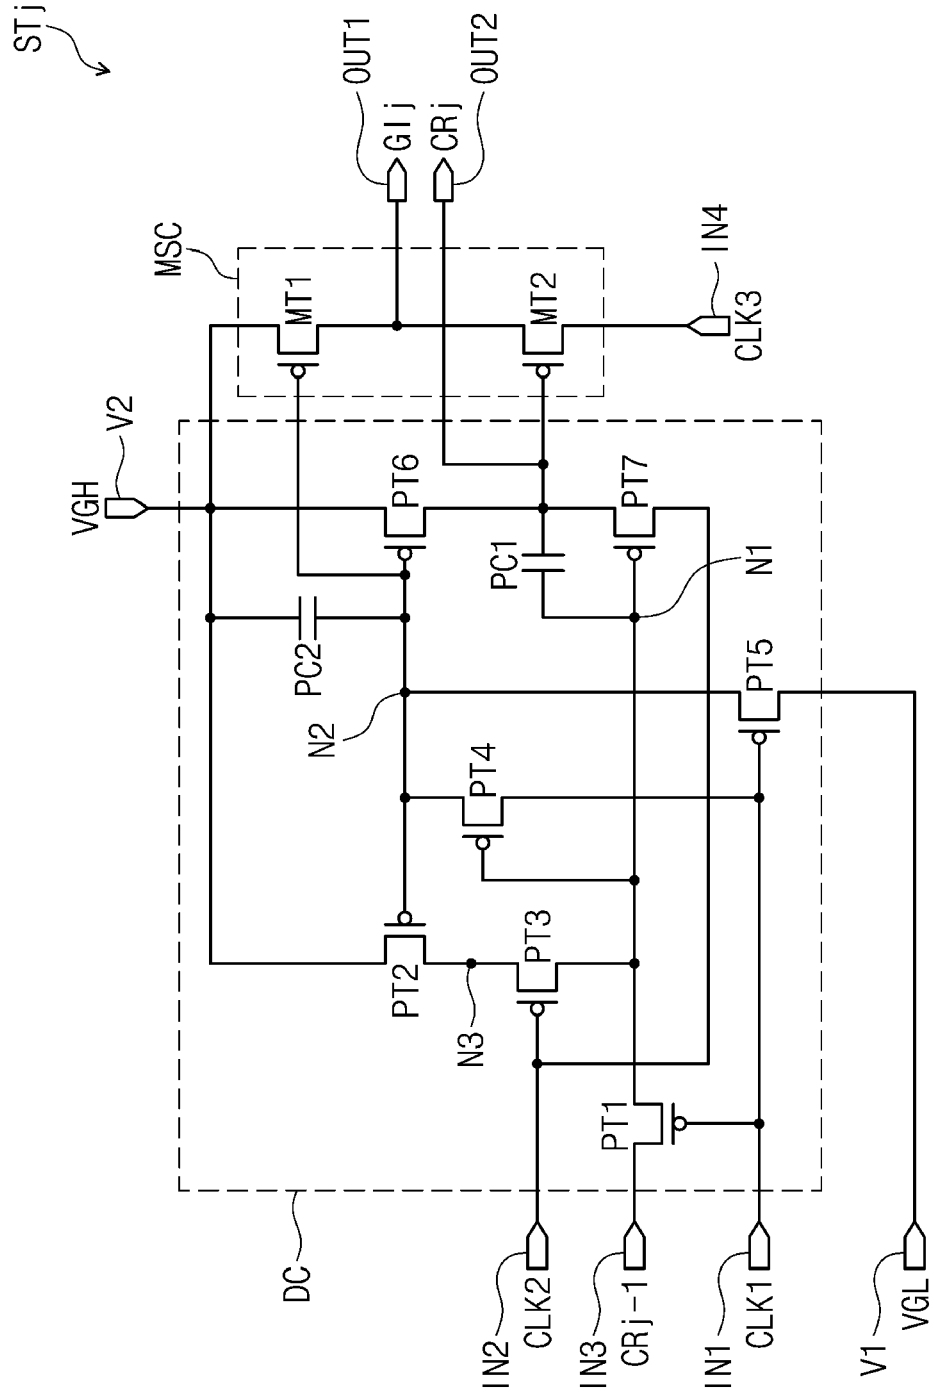 STj
OUT1
GIj
CRj
OUT2
MSC
MT1
MT2
IN4
CLK3
V2
VGH
PT6
PC1
PT7
N1
PC2
N2
PT4
PT5
PT2
N3
PT3
PT1
DC
IN2
CLK2
IN3
CRj-1
IN1
CLK1
V1
VGL